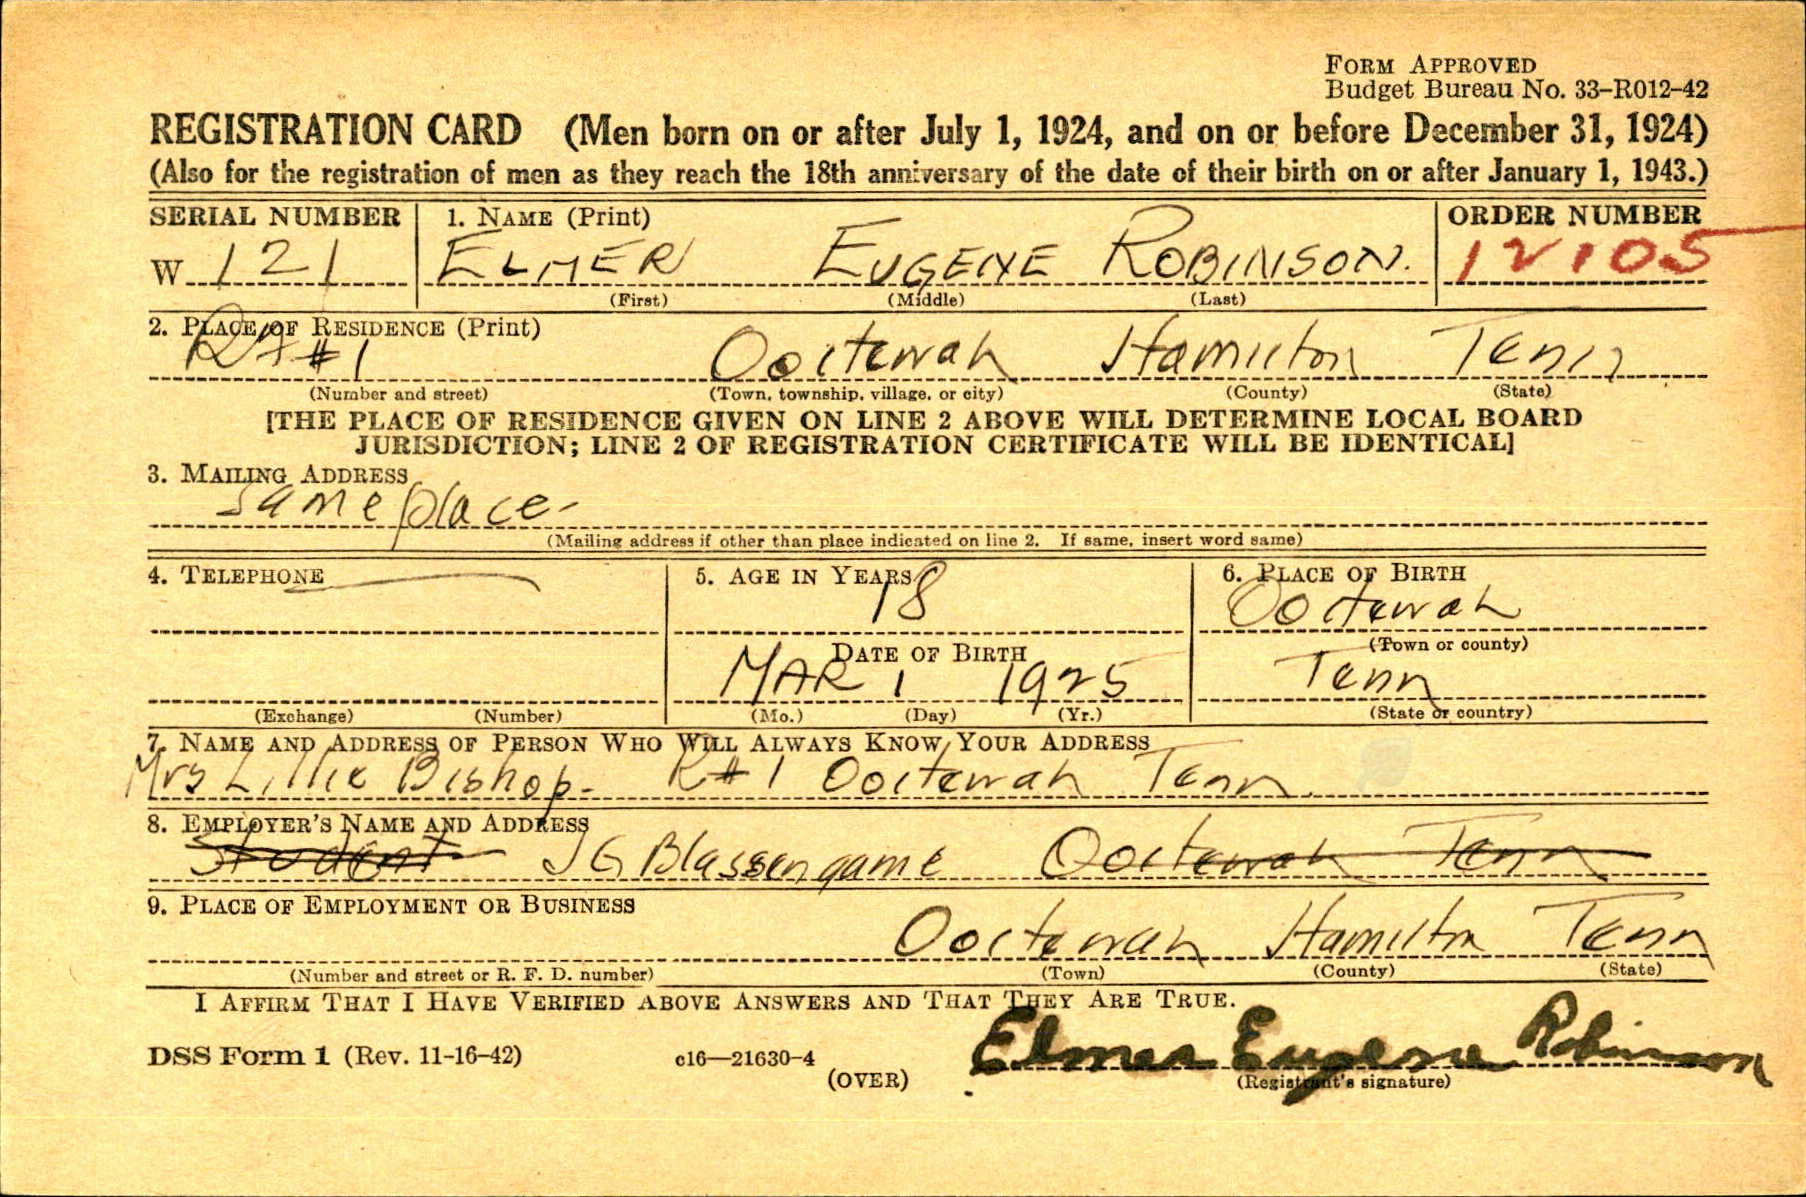 FORM APPROVED
Budget Bureau No. 33–R012–42
REGISTRATION CARD (Men born on or after July 1, 1924, and on or before December 31, 1924)
(Also for the registration of men as they reach the 18th anniversary of the date of their birth on or after January 1, 1943.)
SERIAL NUMBER 1. NAME (Print) ORDER NUMBER
W 121 ELMER EUGENE ROBINSON. 12105
(First) (Middle) (Last)
2. PLACE OF RESIDENCE (Print)
Rt #1 Ooltewah Hamilton Tenn
(Number and street) (Town, township, village, or city) (County) (State)
[THE PLACE OF RESIDENCE GIVEN ON LINE 2 ABOVE WILL DETERMINE LOCAL BOARD
JURISDICTION; LINE 2 OF REGISTRATION CERTIFICATE WILL BE IDENTICAL]
3. MAILING ADDRESS
Same place-
(Mailing address if other than place indicated on line 2. If same, insert word same)
4. TELEPHONE 5. AGE IN YEARS 6. PLACE OF BIRTH
18 Ooltewah
(Town or county)
DATE OF BIRTH
MAR 1 1925 Tenn
(Exchange) (Number) (Mo.) (Day) (Yr.) (State or country)
7. NAME AND ADDRESS OF PERSON WHO WILL ALWAYS KNOW YOUR ADDRESS
Mrs Lillie Bishop- R#1 Ooltewah Tenn.
8. EMPLOYER'S NAME AND ADDRESS
Student J G Blassengame Ooltewah Tenn
9. PLACE OF EMPLOYMENT OR BUSINESS
Ooltewah Hamilton Tenn
(Number and street or R. F. D. number) (Town) (County) (State)
I AFFIRM THAT I HAVE VERIFIED ABOVE ANSWERS AND THAT THEY ARE TRUE.
Elmer Eugene Robinson
DSS Form 1 (Rev. 11-16-42) c16—21630-4
(OVER) (Registrant's signature)